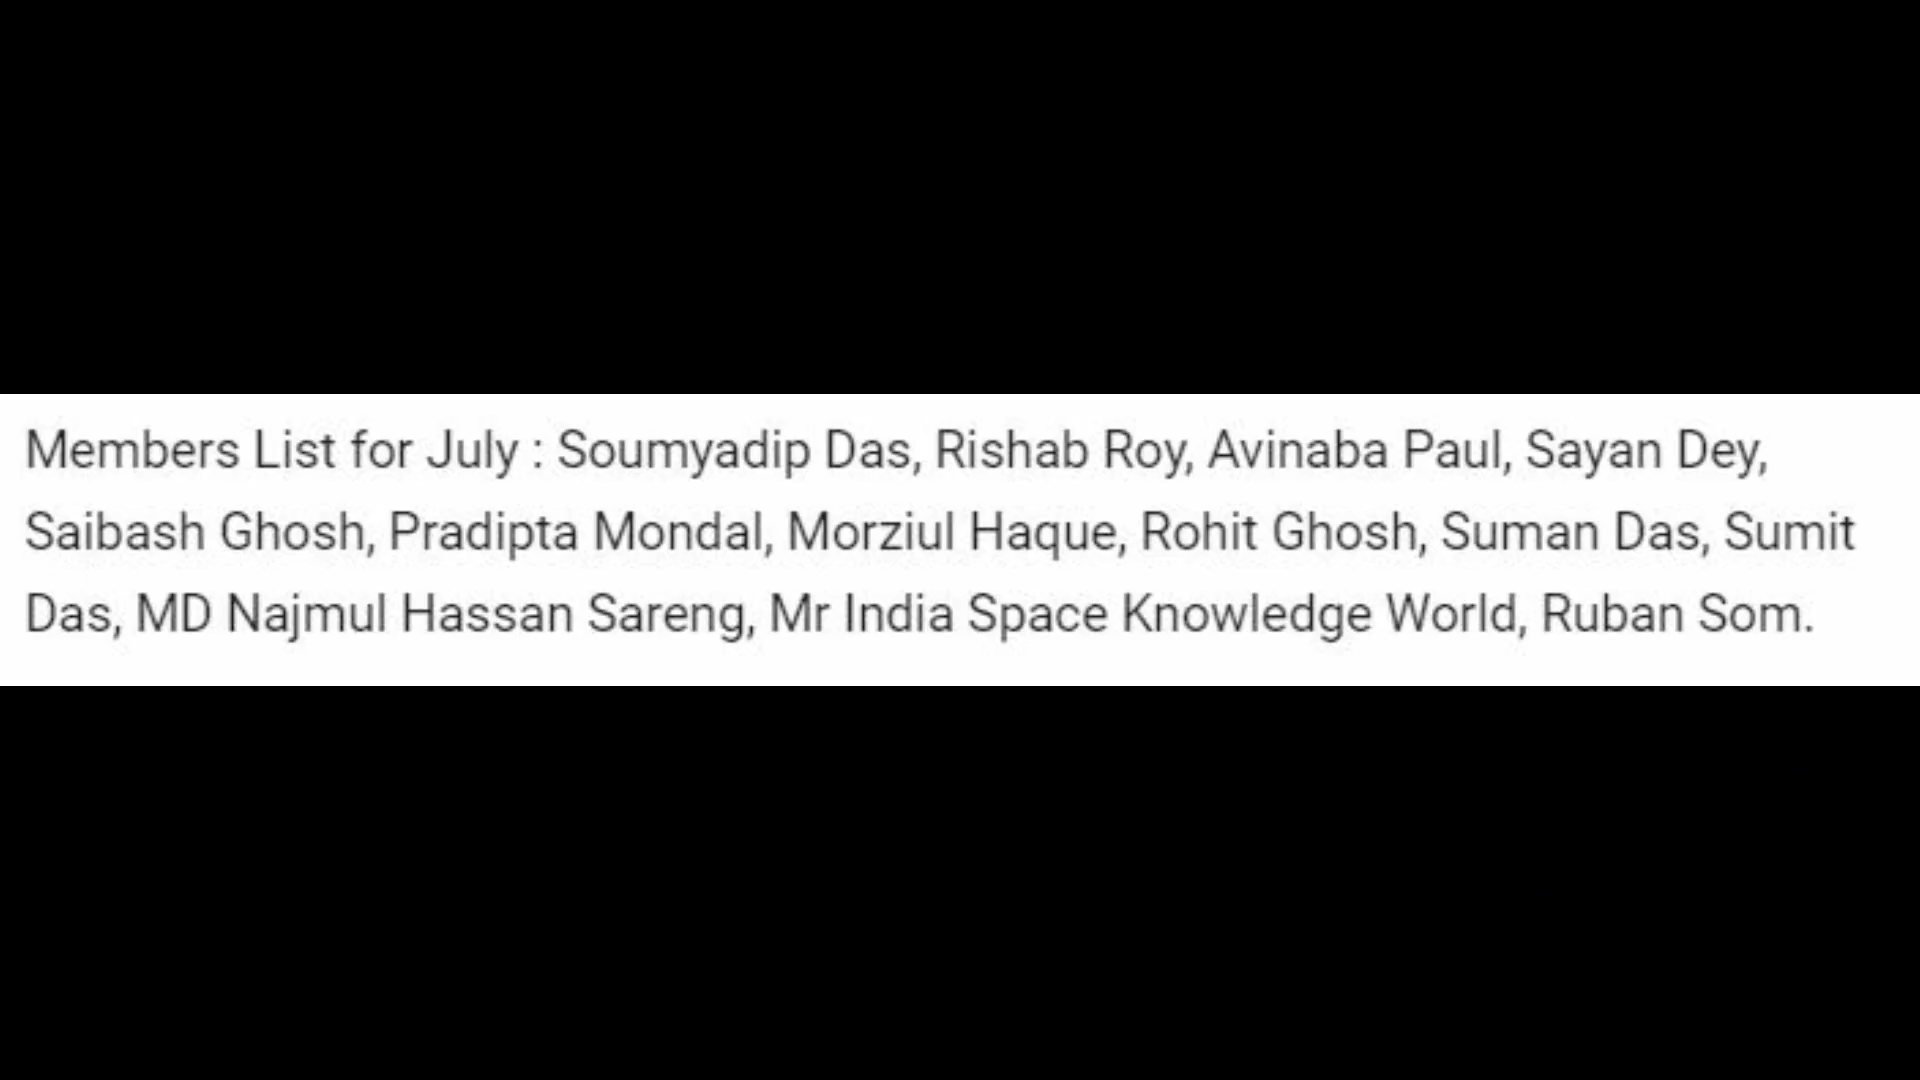 Members List for July : Soumyadip Das, Rishab Roy, Avinaba Paul, Sayan Dey,
Saibash Ghosh, Pradipta Mondal, Morziul Haque, Rohit Ghosh, Suman Das, Sumit
Das, MD Najmul Hassan Sareng, Mr India Space Knowledge World, Ruban Som.